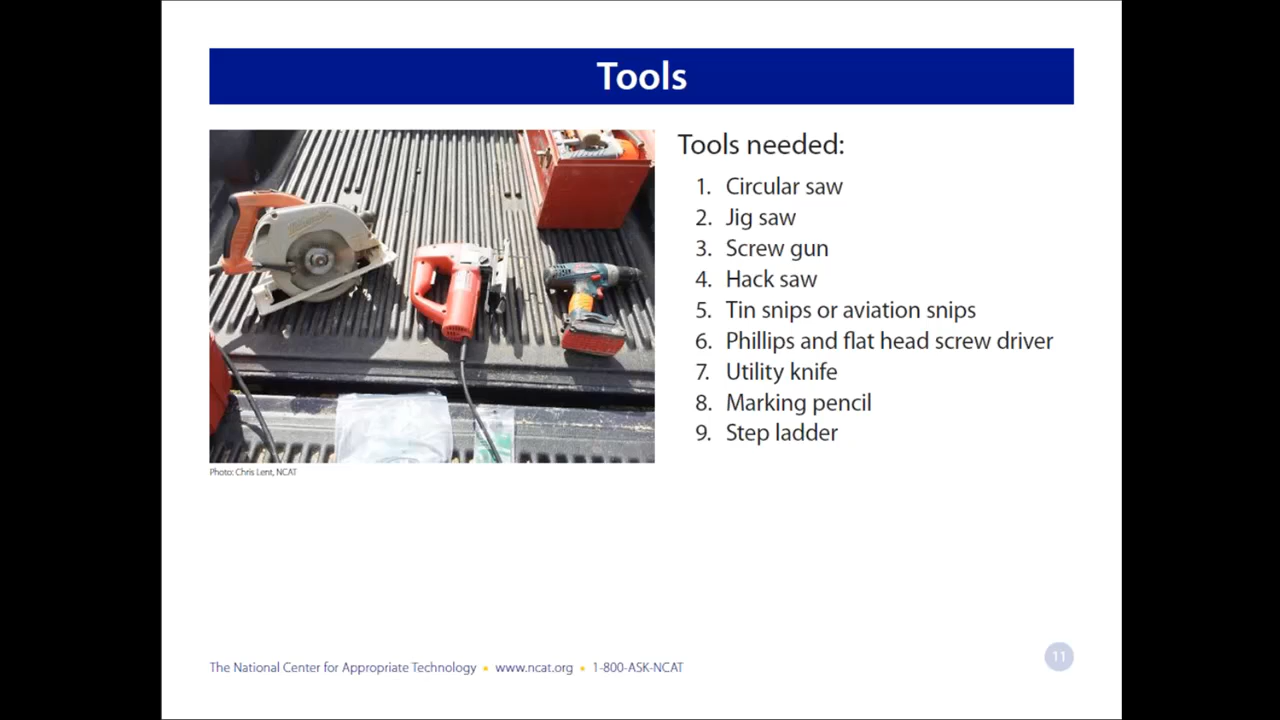 Tools
Tools needed:
1. Circular saw
2. Jig saw
3. Screw gun
4. Hack saw
5. Tin snips or aviation snips
6. Phillips and flat head screw driver
7. Utility knife
8. Marking pencil
9. Step ladder
Photo: Chris Lent, NCAT
The National Center for Appropriate Technology ▪ www.ncat.org ▪ 1-800-ASK-NCAT
11